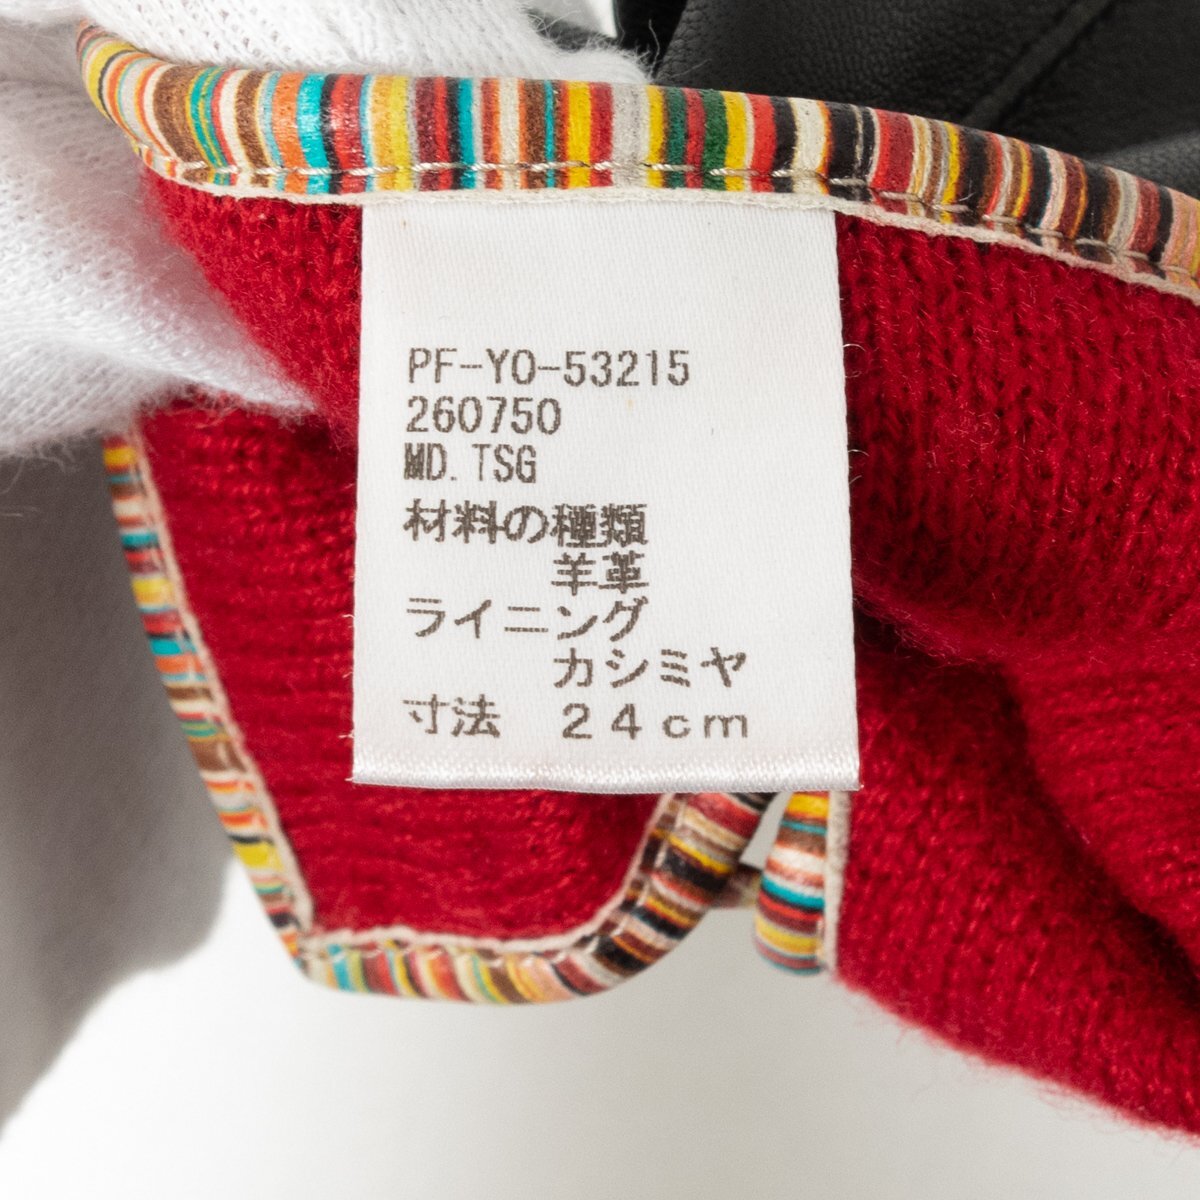 PF-YO-53215
260750
MD.TSG
材料の種類
羊革
ライニング
カシミヤ
寸法　24cm